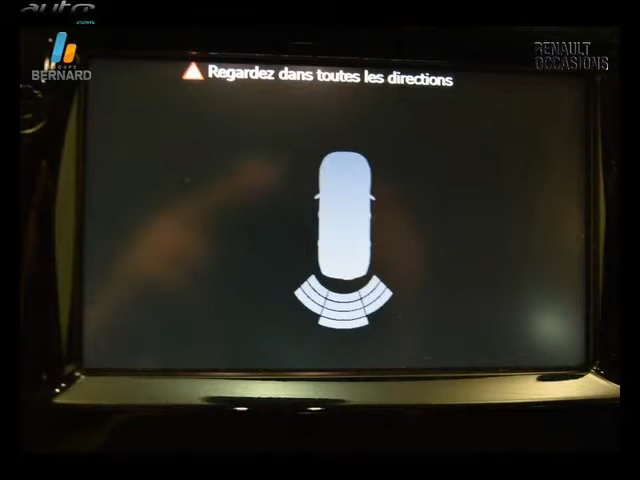 auto
.com
GROUPE
BERNARD
RENAULT
OCCASIONS
Regardez dans toutes les directions